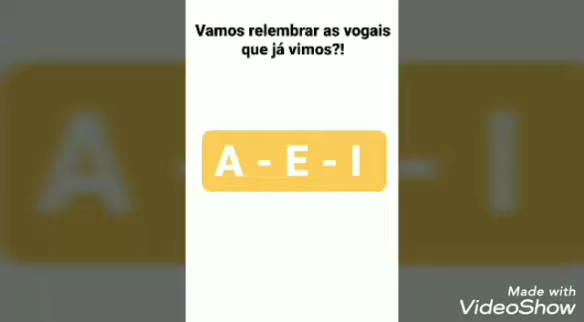 Vamos relembrar as vogais
que já vimos?!
A - E - I
Made with
VideoShow